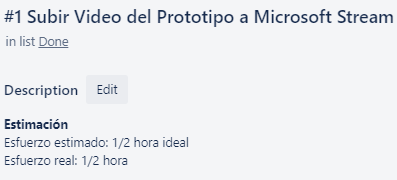 #1 Subir Video del Prototipo a Microsoft Stream
in list Done
Description Edit
Estimación
Esfuerzo estimado: 1/2 hora ideal
Esfuerzo real: 1/2 hora